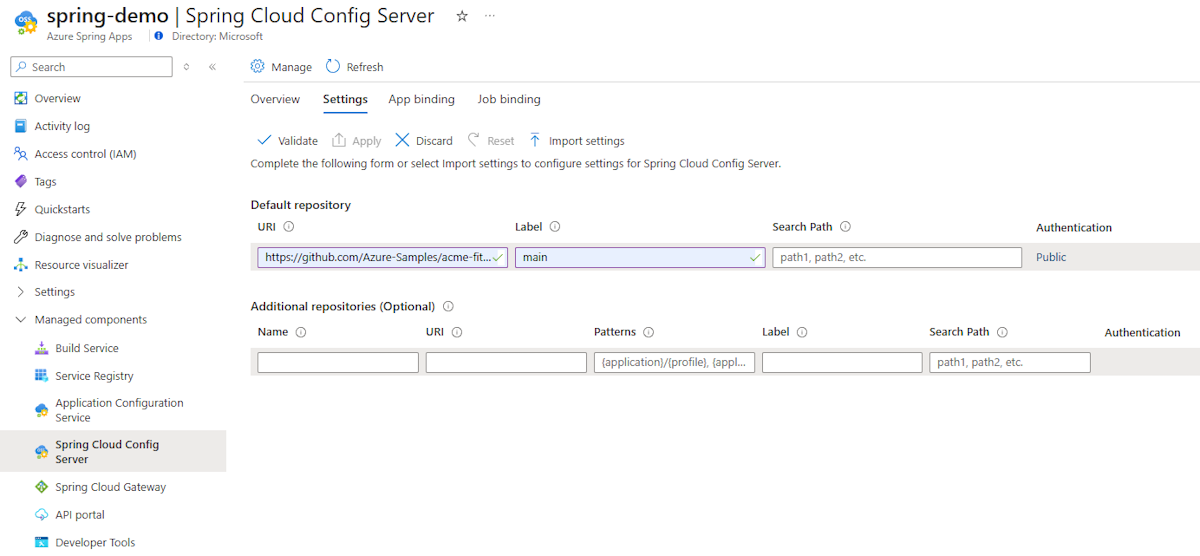 spring-demo | Spring Cloud Config Server
Azure Spring Apps
Directory: Microsoft
Search
Manage
Refresh
Overview
Settings
App binding
Job binding
Validate
Apply
Discard
Reset
Import settings
Complete the following form or select Import settings to configure settings for Spring Cloud Config Server.
Overview
Activity log
Access control (IAM)
Tags
Quickstarts
Diagnose and solve problems
Resource visualizer
Settings
Managed components
Build Service
Service Registry
Application Configuration
Service
Spring Cloud Config
Server
Spring Cloud Gateway
API portal
Developer Tools
Default repository
URI
Label
Search Path
Authentication
https://github.com/Azure-Samples/acme-fit...
main
path1, path2, etc.
Public
Additional repositories (Optional)
Name
URI
Patterns
Label
Search Path
Authentication
{application}/{profile}, {appl...
path1, path2, etc.